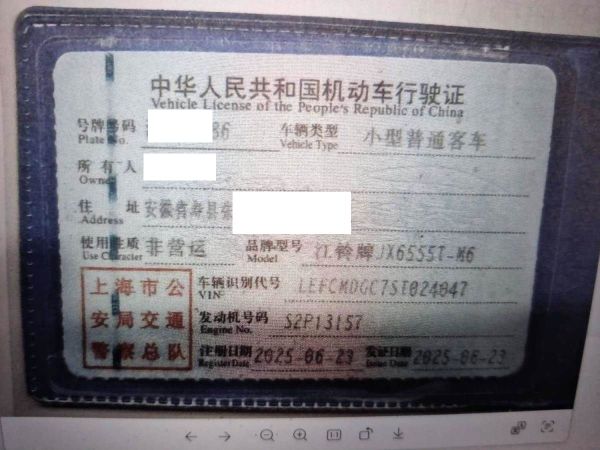 中华人民共和国机动车行驶证
Vehicle License of the People's Republic of China
号牌号码 86 车辆类型 小型普通客车
Plate No. Vehicle Type
所有人
Owner
住址 安徽省寿县
Address
使用性质 非营运 品牌型号 江铃牌JX6555T-M6
Use Character Model
上海市公安局交通警察总队
车辆识别代号
VIN
发动机号码 S2P13157
Engine No.
注册日期 2025-06-23 发证日期 2025-06-23
Register Date Issue Date